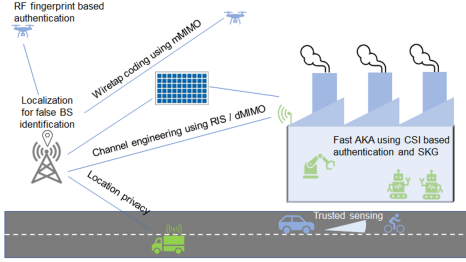 RF fingerprint based
authentication
Wiretap coding using mMIMO
Localization
for false BS
identification
Channel engineering using RIS / dMIMO
Fast AKA using CSI based
authentication and SKG
Location privacy
Trusted sensing